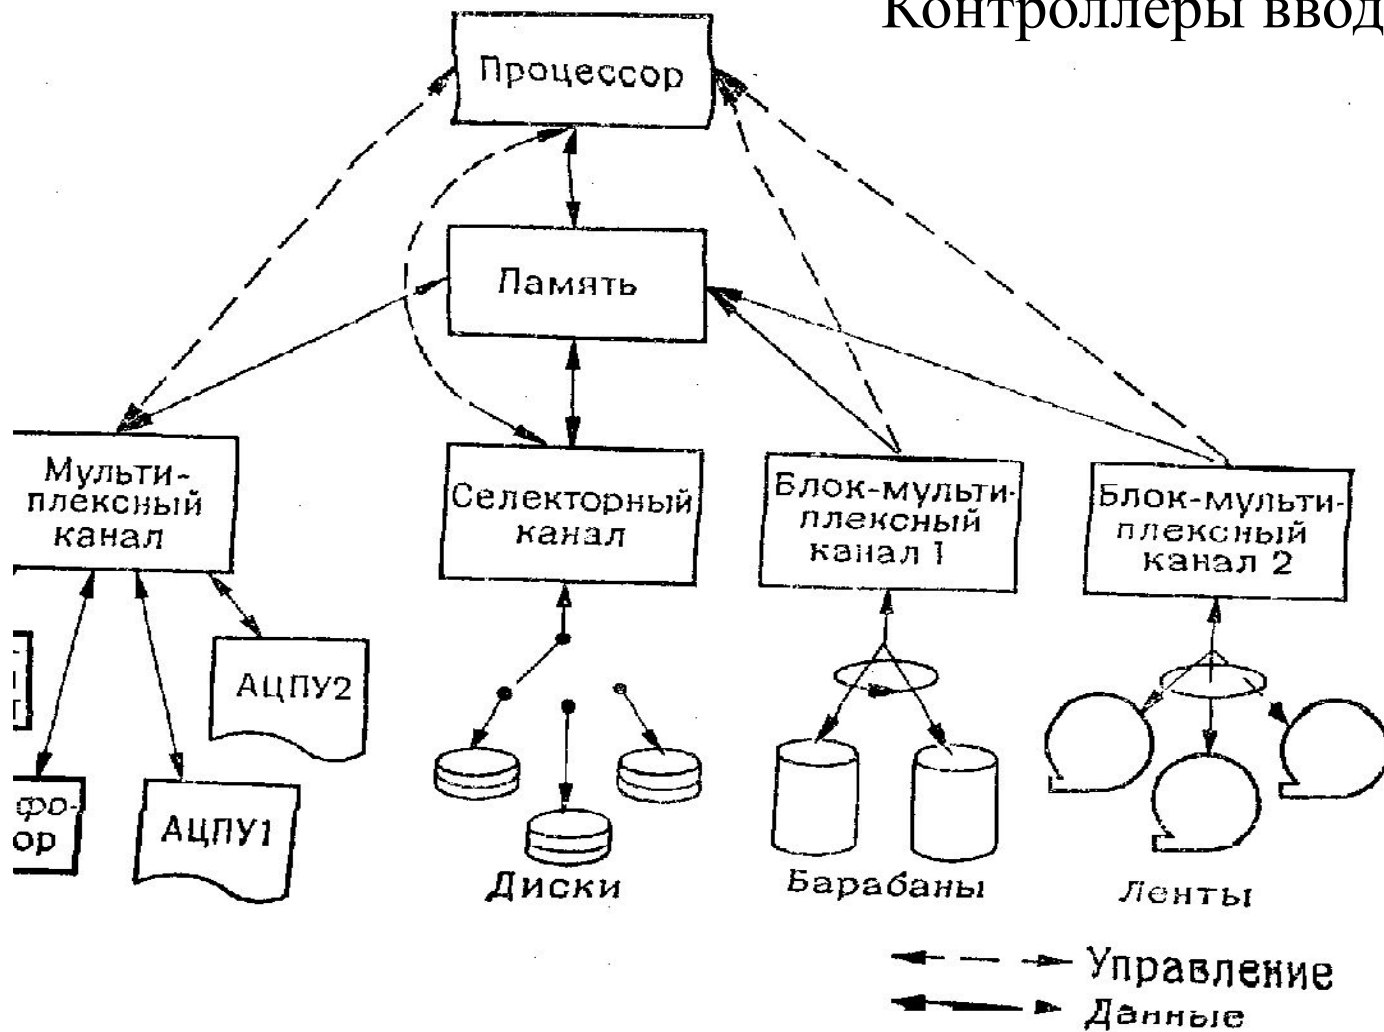 Контроллеры ввод
Процессор
Память
Мульти-
плексный
канал
Селекторный
канал
Блок-мульти-
плексный
канал 1
Блок-мульти-
плексный
канал 2
АЦПУ2
фо-
ор
АЦПУ1
Диски
Барабаны
Ленты
Управление
Данные